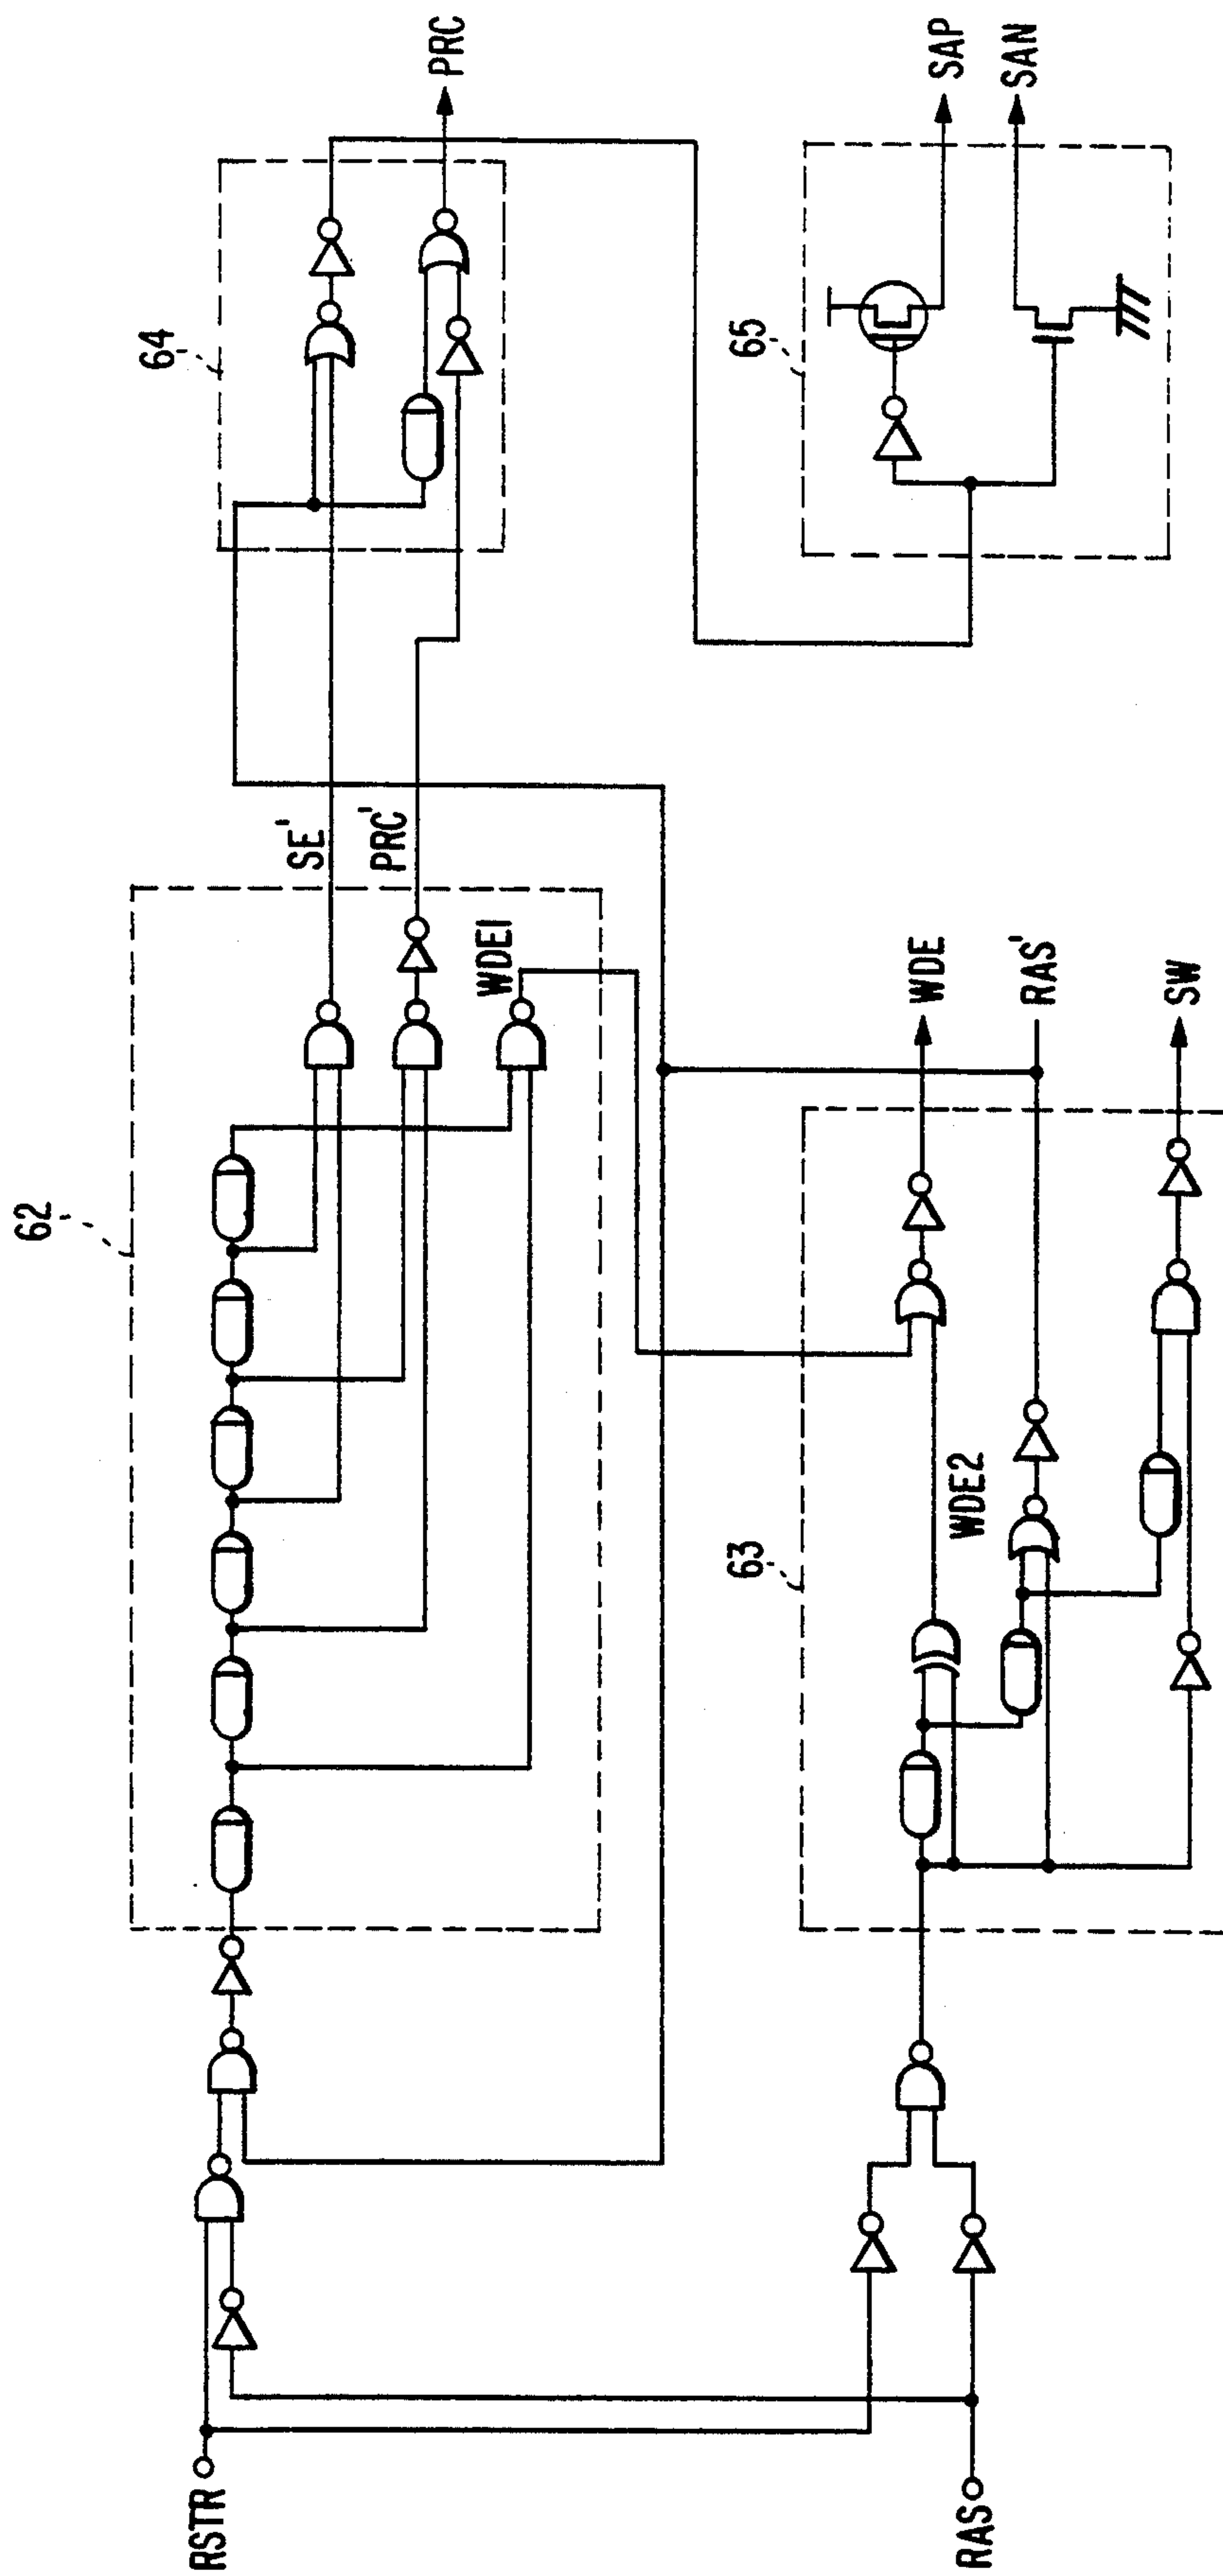 RSTR
RAS
62
SE'
PRC'
WDE1
64
PRC
63
WDE2
WDE
RAS'
SW
65
SAP
SAN